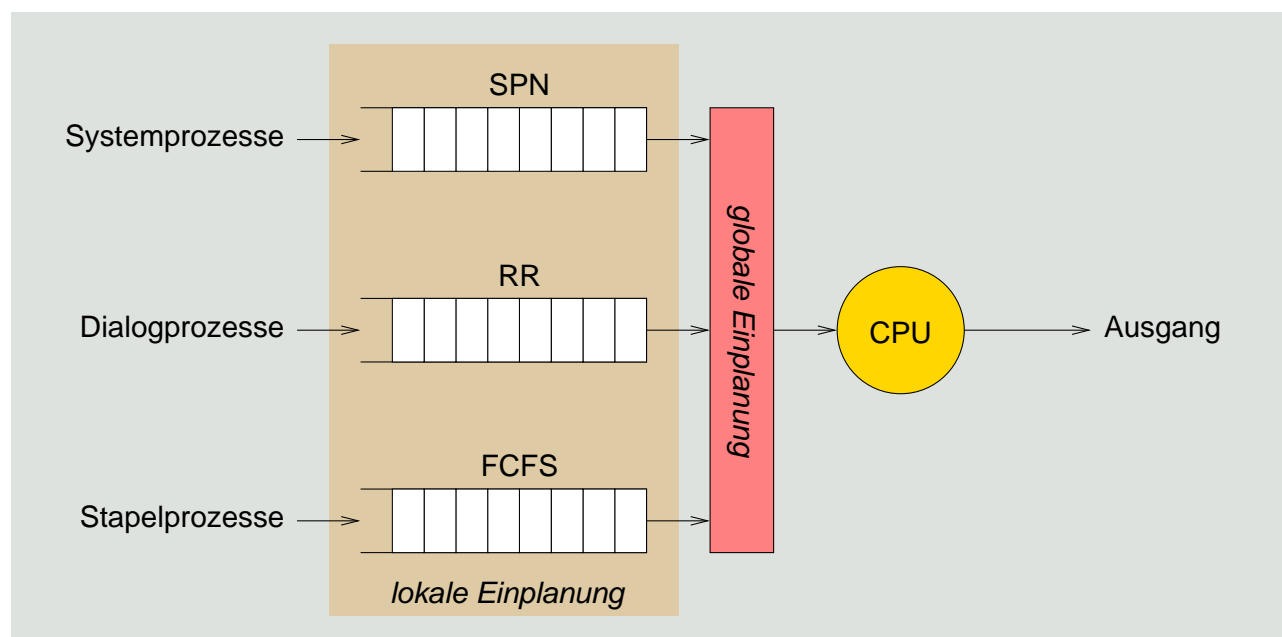 SPN
Systemprozesse
globale Einplanung
RR
Dialogprozesse
CPU
Ausgang
FCFS
Stapelprozesse
lokale Einplanung